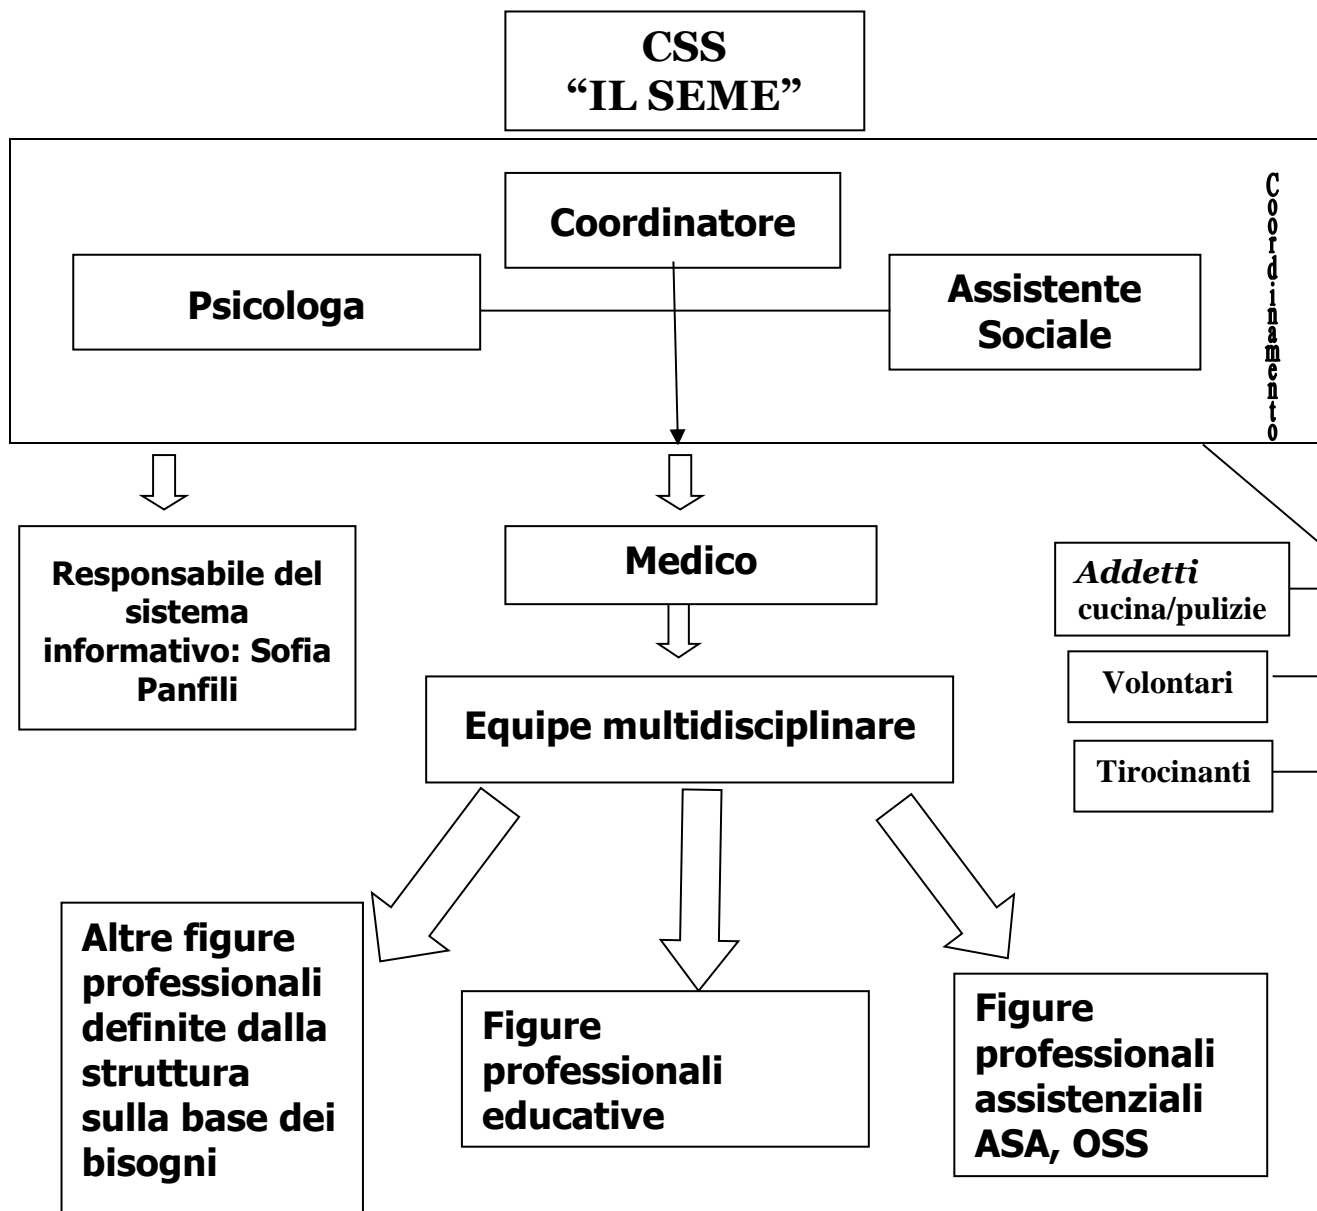 CSS
“IL SEME”
Coordinatore
Psicologa
Assistente
Sociale
Coordinamento
Responsabile del
sistema
informativo: Sofia
Panfili
Medico
Addetti
cucina/pulizie
Volontari
Tirocinanti
Equipe multidisciplinare
Altre figure
professionali
definite dalla
struttura
sulla base dei
bisogni
Figure
professionali
educative
Figure
professionali
assistenziali
ASA, OSS